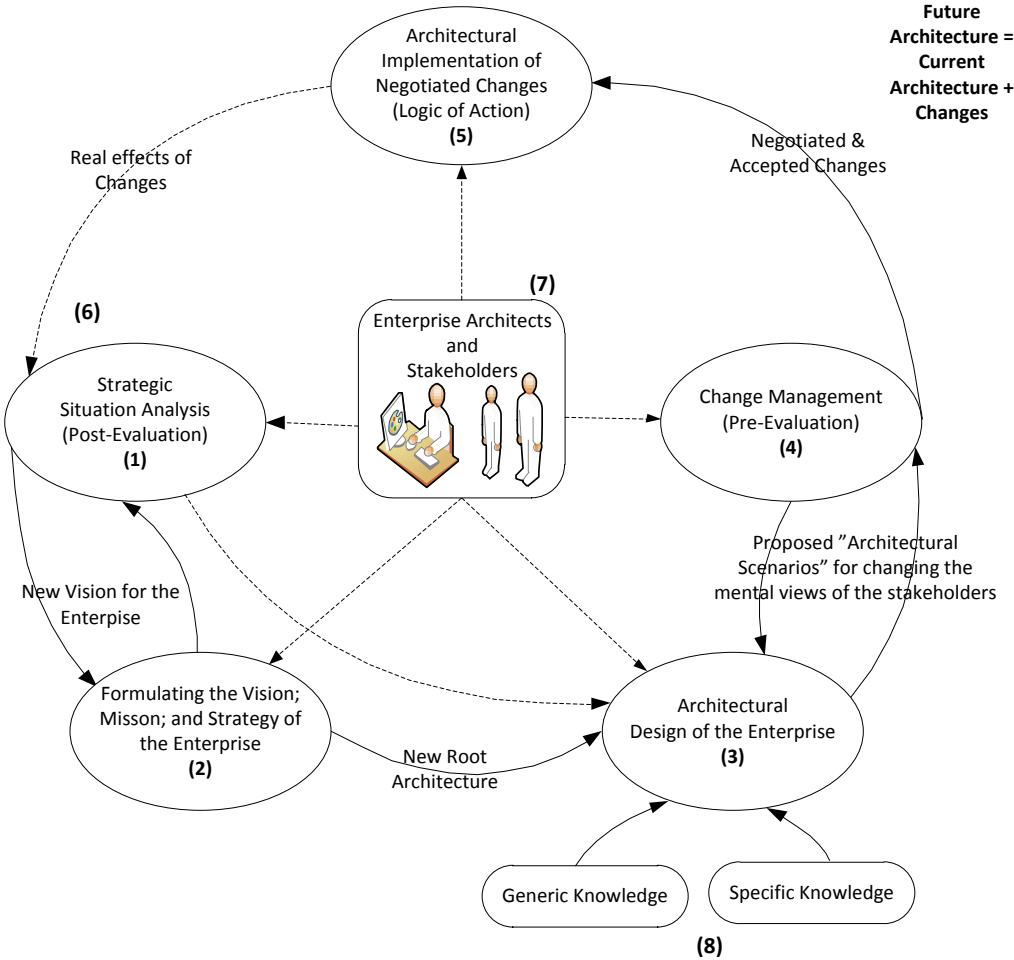 Future
Architecture =
Current
Architecture +
Changes
Architectural
Implementation of
Negotiated Changes
(Logic of Action)
(5)
Real effects of
Changes
Negotiated &
Accepted Changes
(6)
(7)
Enterprise Architects
and
Stakeholders
Strategic
Situation Analysis
(Post-Evaluation)
(1)
Change Management
(Pre-Evaluation)
(4)
New Vision for the
Enterpise
Proposed ”Architectural
Scenarios” for changing the
mental views of the stakeholders
Formulating the Vision;
Misson; and Strategy of
the Enterprise
(2)
New Root
Architecture
Architectural
Design of the Enterprise
(3)
Generic Knowledge
Specific Knowledge
(8)